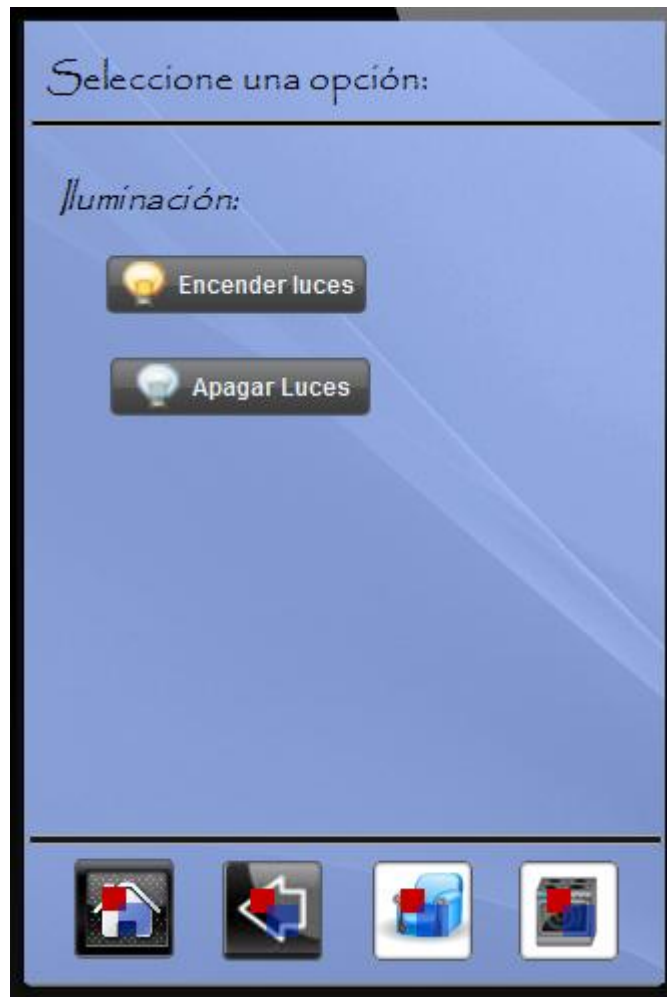 Seleccione una opción:
Iluminación:
Encender luces
Apagar Luces